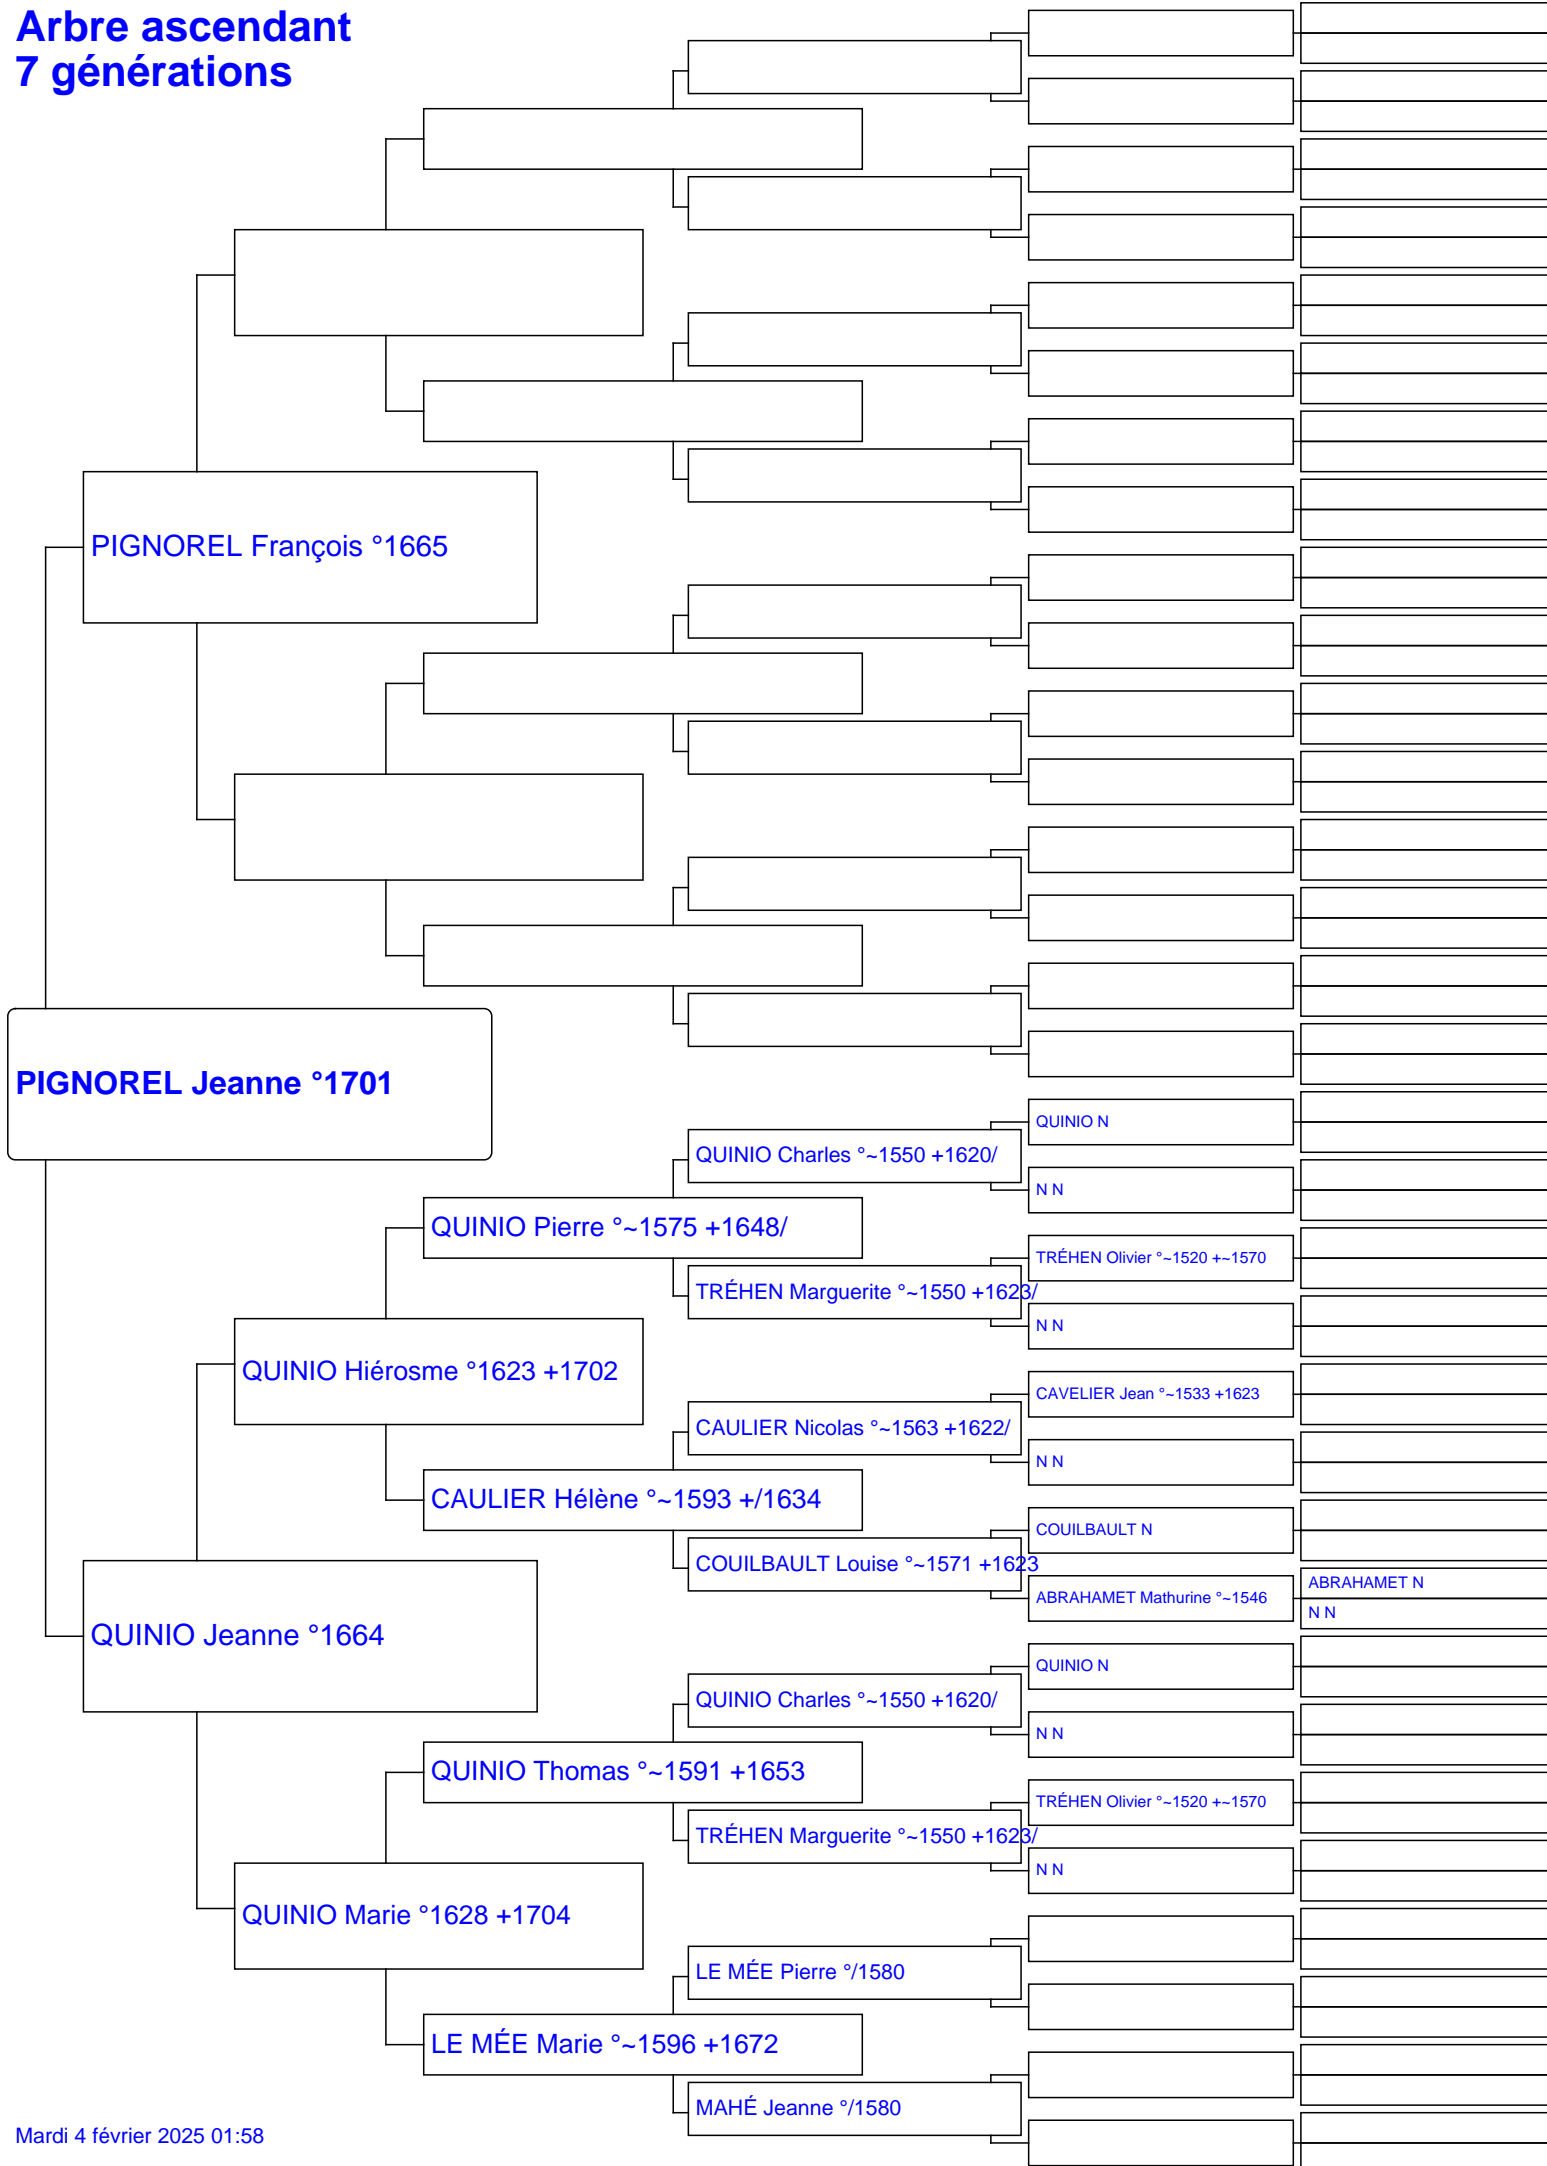 Arbre ascendant
7 générations
PIGNOREL François °1665
PIGNOREL Jeanne °1701
QUINIO N
QUINIO Charles °~1550 +1620/
N N
QUINIO Pierre °~1575 +1648/
TRÉHEN Olivier °~1520 +~1570
TRÉHEN Marguerite °~1550 +1623/
N N
QUINIO Hiérosme °1623 +1702
CAVELIER Jean °~1533 +1623
CAULIER Nicolas °~1563 +1622/
N N
CAULIER Hélène °~1593 +/1634
COUILBAULT N
COUILBAULT Louise °~1571 +1623
ABRAHAMET Mathurine °~1546
ABRAHAMET N
N N
QUINIO Jeanne °1664
QUINIO N
QUINIO Charles °~1550 +1620/
N N
QUINIO Thomas °~1591 +1653
TRÉHEN Olivier °~1520 +~1570
TRÉHEN Marguerite °~1550 +1623/
N N
QUINIO Marie °1628 +1704
LE MÉE Pierre °/1580
LE MÉE Marie °~1596 +1672
MAHÉ Jeanne °/1580
Mardi 4 février 2025 01:58